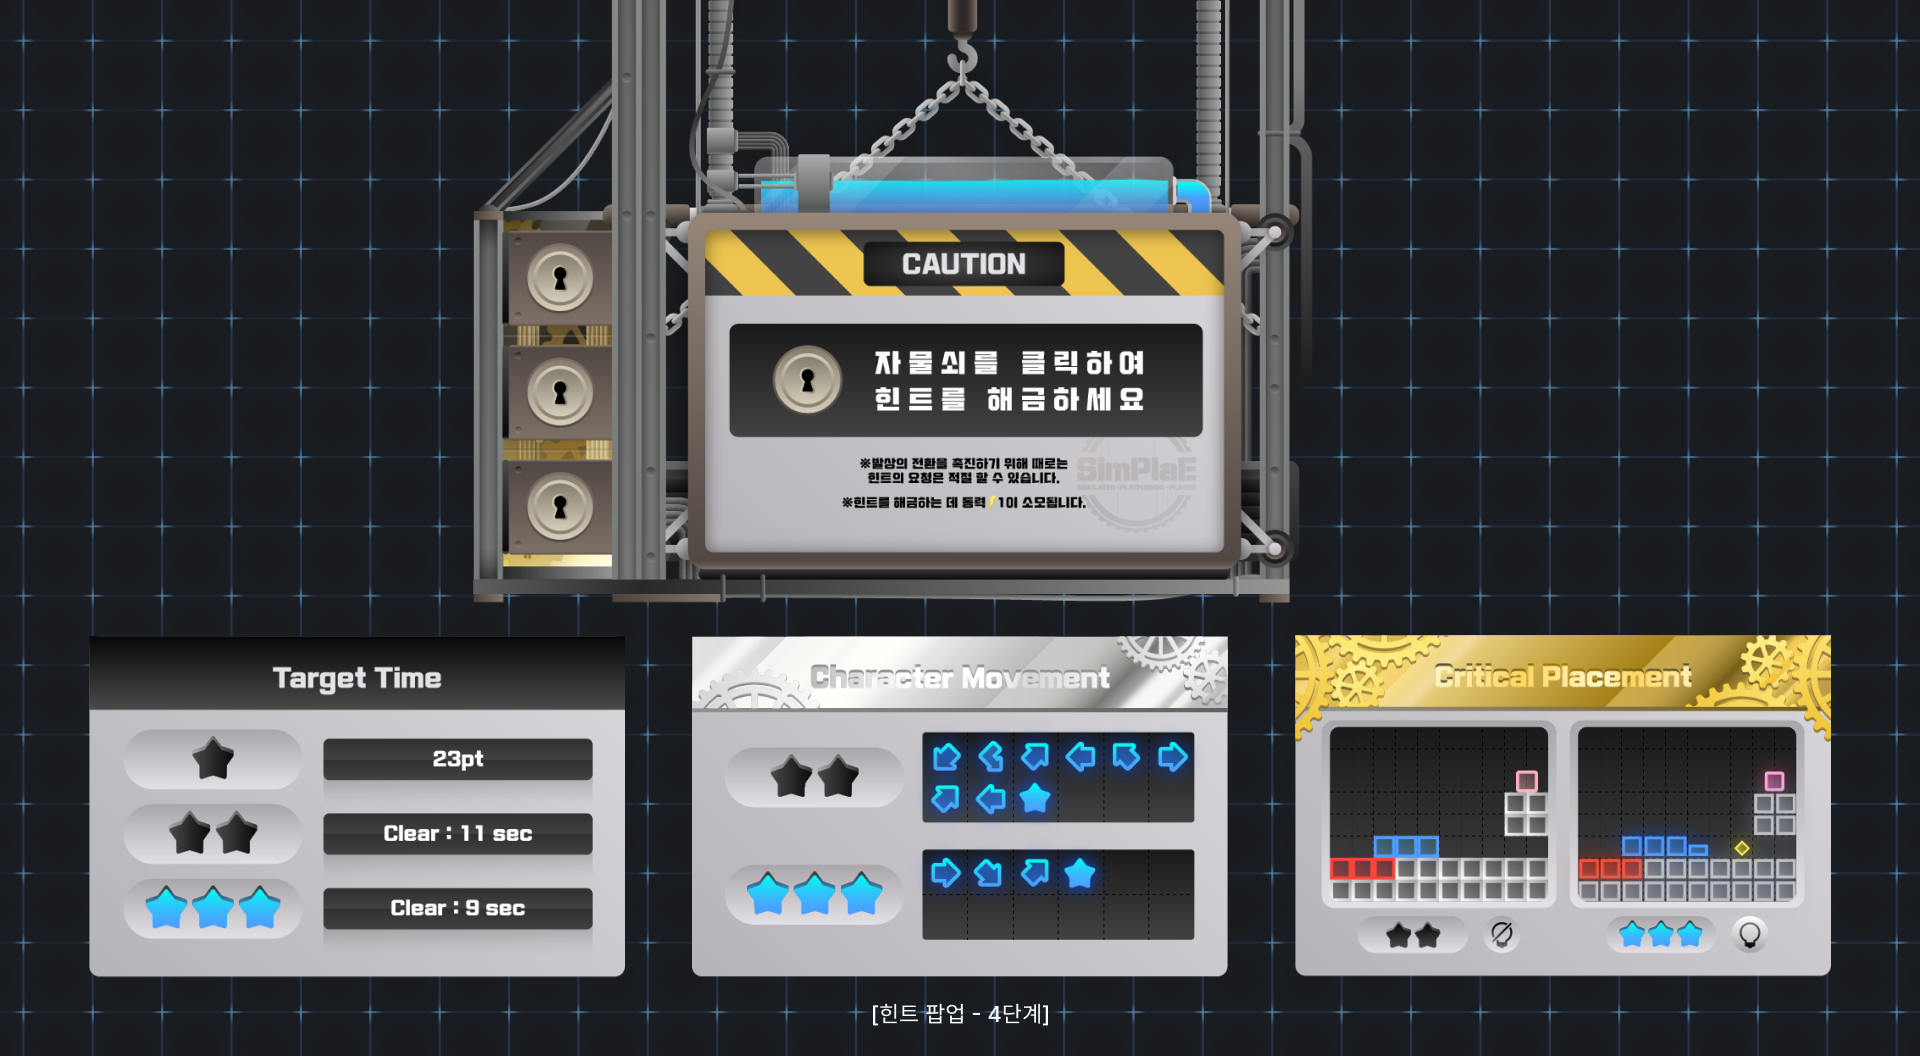 CAUTION
자물쇠를 클릭하여
힌트를 해금하세요
※발상의 전환을 촉진하기 위해 때로는
힌트의 요청은 적절 할 수 있습니다.
※힌트를 해금하는 데 동력⚡1이 소모됩니다.
SimPlaE
SIMULATED-PLATFORMER-PLAYER
Target Time
23pt
Clear : 11 sec
Clear : 9 sec
Character Movement
Critical Placement
[힌트 팝업 - 4단계]